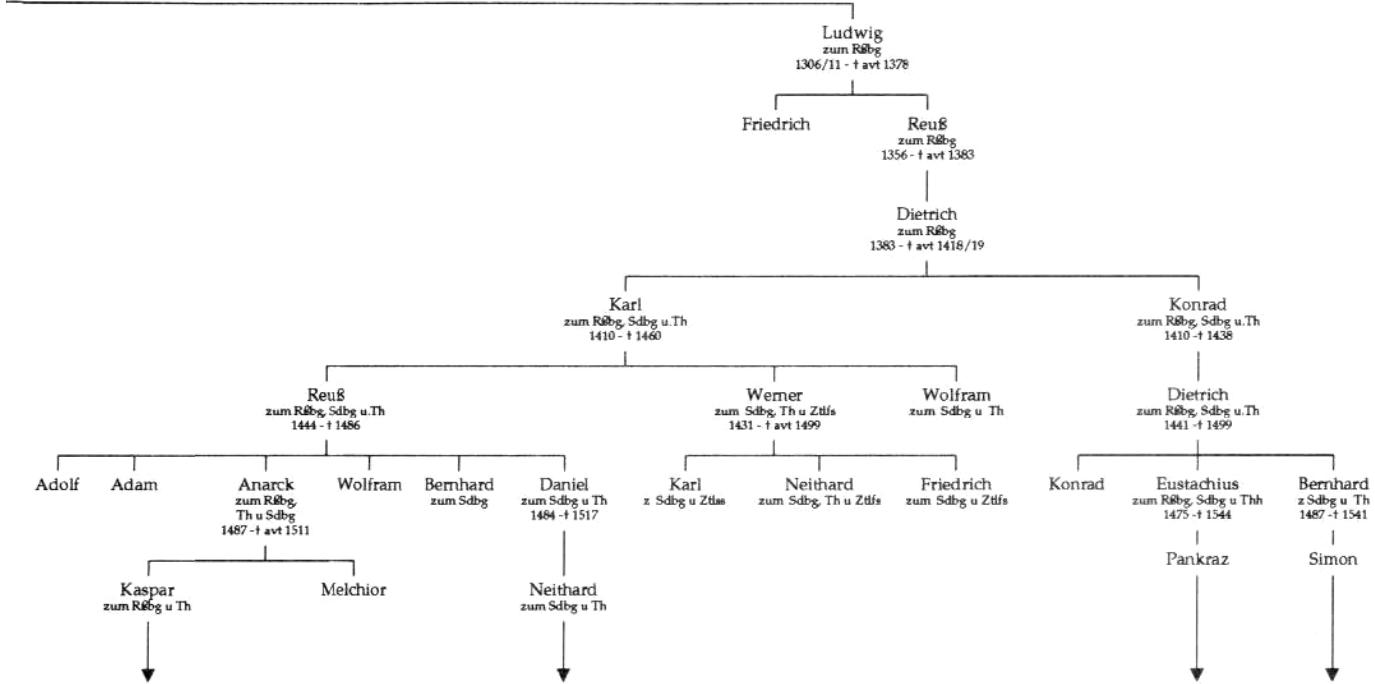 Ludwig
zum Rßbg
1306/11 - † avt 1378
Friedrich
Reuß
zum Rßbg
1356 - † avt 1383
Dietrich
zum Rßbg
1383 - † avt 1418/19
Karl
zum Rßbg, Sdbg u.Th
1410 - † 1460
Konrad
zum Rßbg, Sdbg u.Th
1410 -† 1438
Reuß
zum Rßbg, Sdbg u.Th
1444 - † 1486
Werner
zum Sdbg, Th u Ztlfs
1431 - † avt 1499
Wolfram
zum Sdbg u Th
Dietrich
zum Rßbg, Sdbg u.Th
1441 - † 1499
Adolf
Adam
Anarck
zum Rßbg,
Th u Sdbg
1487 -† avt 1511
Wolfram
Bernhard
zum Sdbg
Daniel
zum Sdbg u Th
1484 -† 1517
Karl
z Sdbg u Ztlss
Neithard
zum Sdbg, Th u Ztlfs
Friedrich
zum Sdbg u Ztlfs
Konrad
Eustachius
zum Rßbg, Sdbg u Thh
1475 -† 1544
Bernhard
z Sdbg u Th
1487 -† 1541
Kaspar
zum Rßbg u Th
Melchior
Neithard
zum Sdbg u Th
Pankraz
Simon